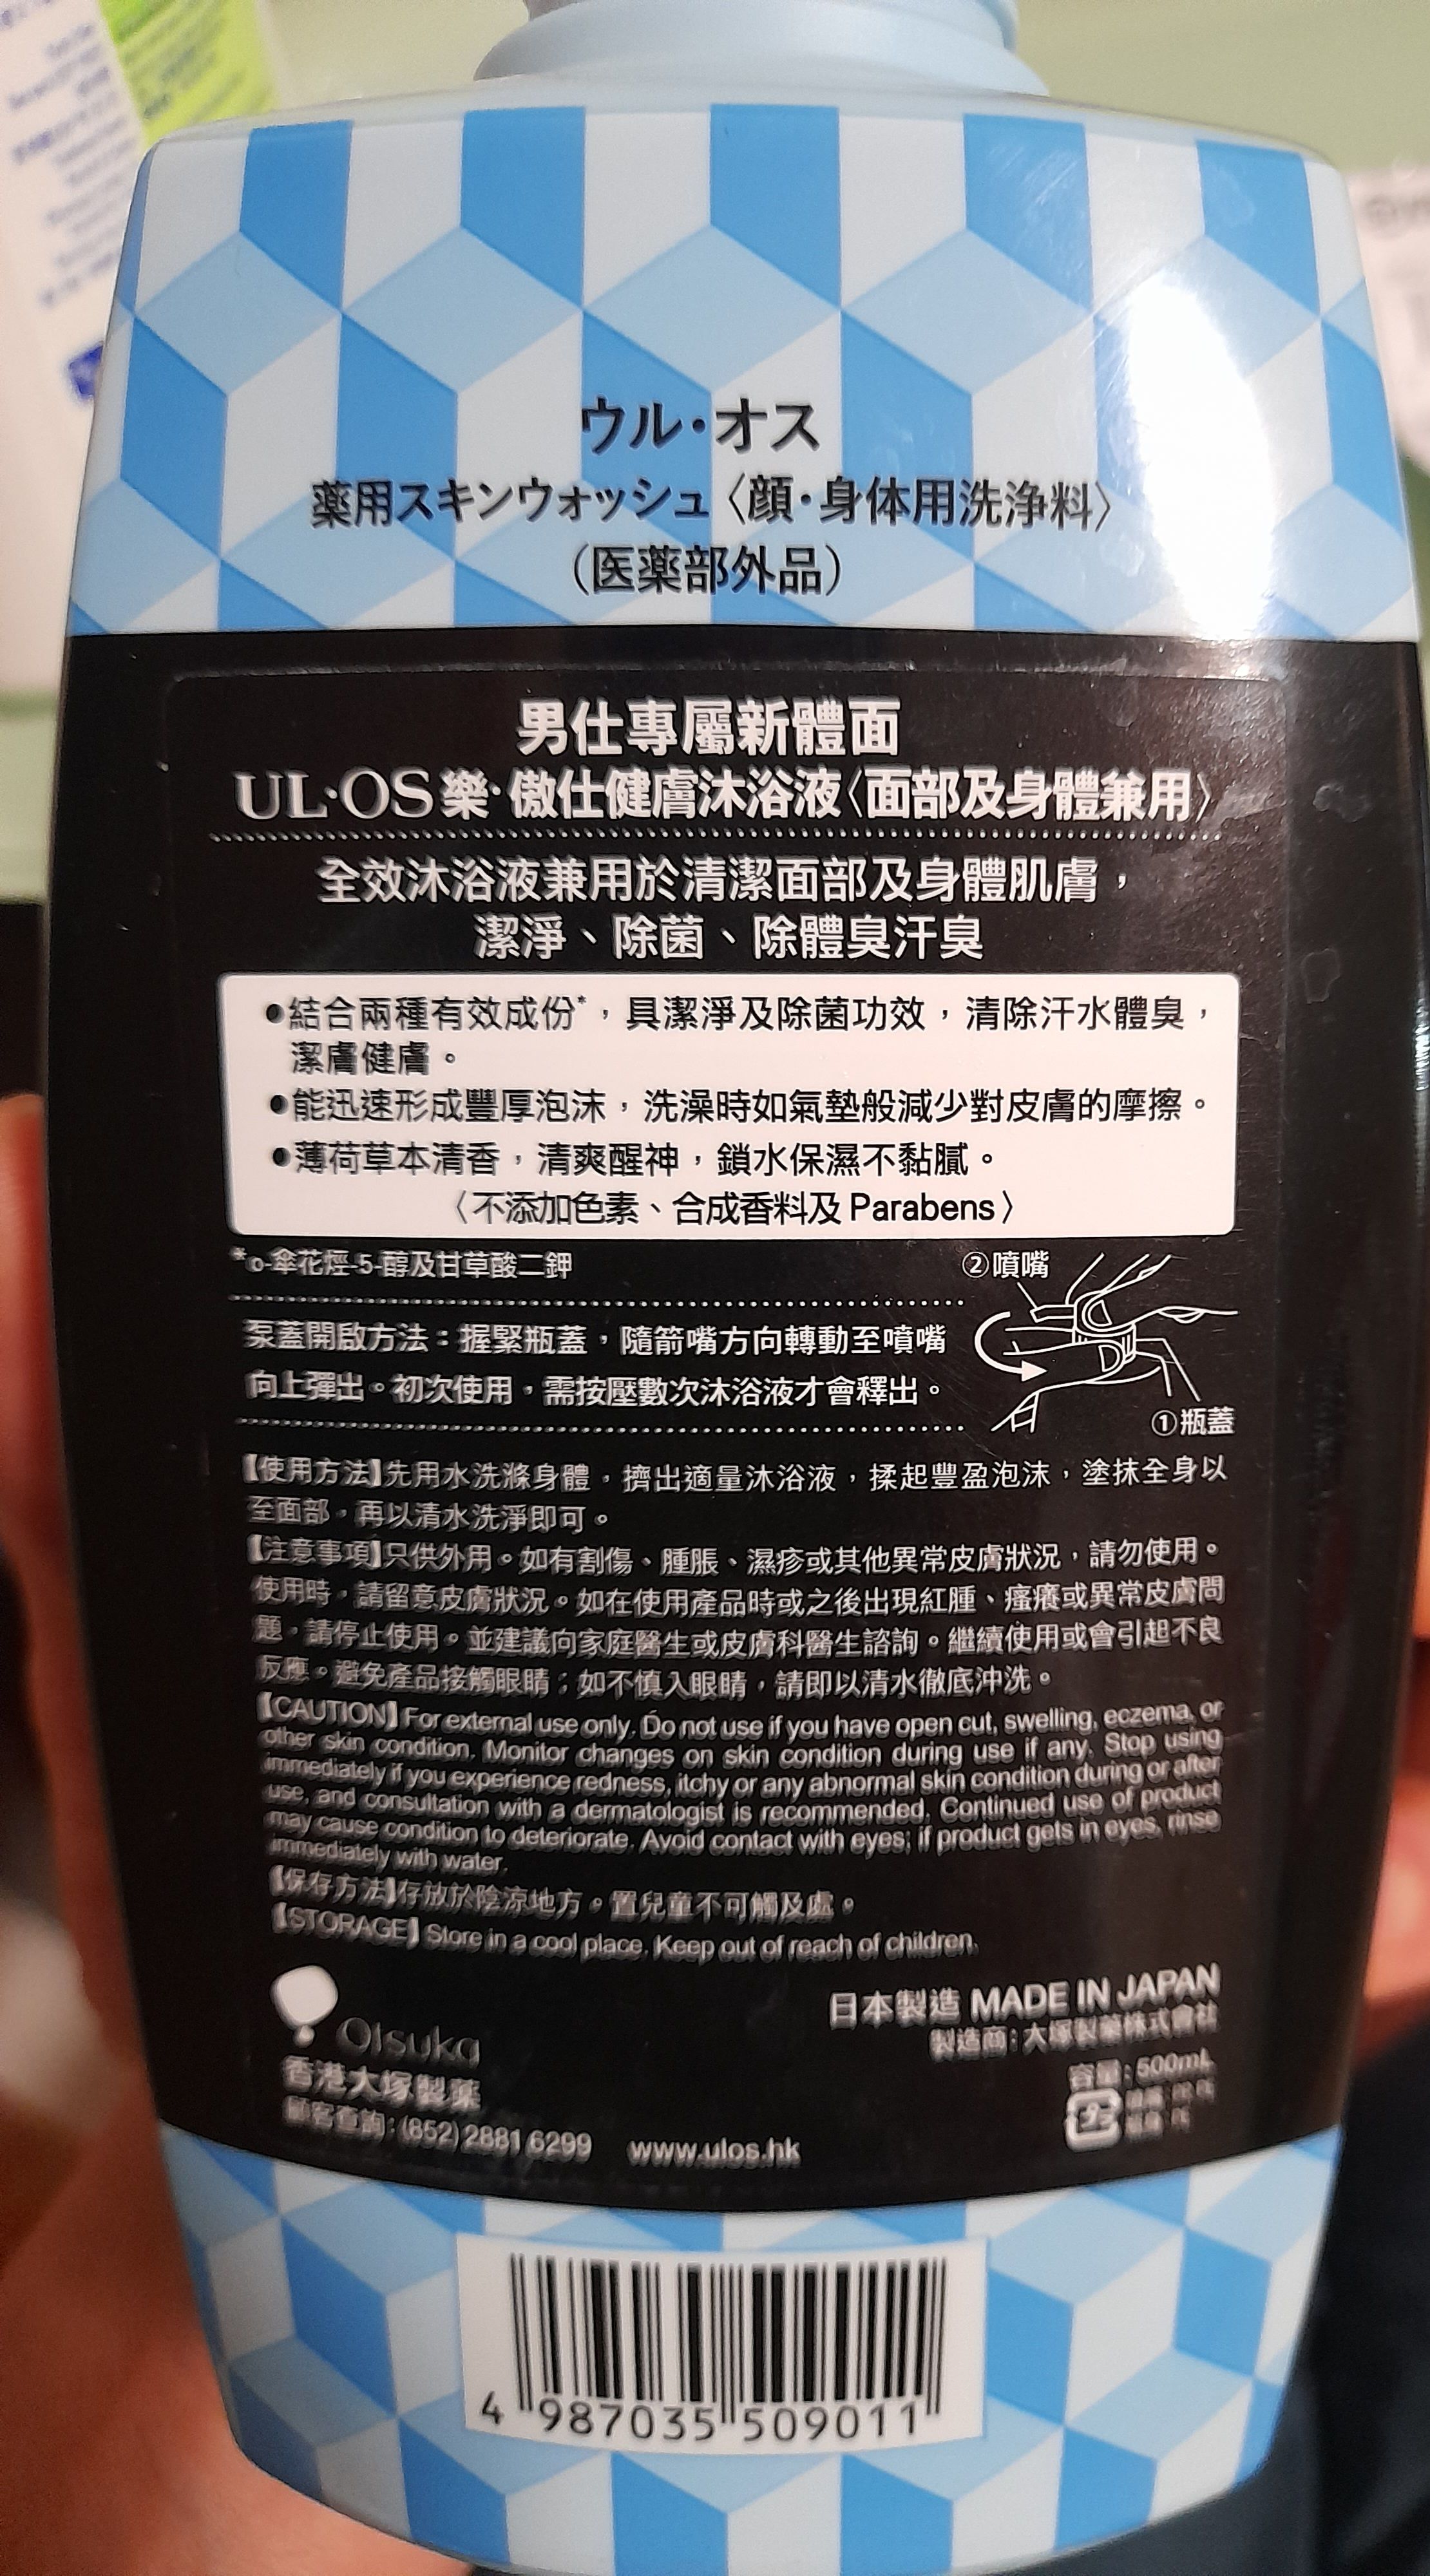 ウル・オス
薬用スキンウォッシュ〈顔・身体用洗浄料〉
（医薬部外品）
男仕專屬新體面
UL·OS 樂·傲仕健膚沐浴液〈面部及身體兼用〉
全效沐浴液兼用於清潔面部及身體肌膚，
潔淨、除菌、除體臭汗臭
●結合兩種有效成份*，具潔淨及除菌功效，清除汗水體臭，
潔膚健膚。
●能迅速形成豐厚泡沫，洗澡時如氣墊般減少對皮膚的摩擦。
●薄荷草本清香，清爽醒神，鎖水保濕不黏膩。
〈不添加色素、合成香料及 Parabens〉
*o-傘花烴-5-醇及甘草酸二鉀
②噴嘴
泵蓋開啟方法：握緊瓶蓋，隨箭嘴方向轉動至噴嘴
向上彈出。初次使用，需按壓數次沐浴液才會釋出。
①瓶蓋
【使用方法】先用水洗滌身體，擠出適量沐浴液，揉起豐盈泡沫，塗抹全身以
至面部，再以清水洗淨即可。
【注意事項】只供外用。如有割傷、腫脹、濕疹或其他異常皮膚狀況，請勿使用。
使用時，請留意皮膚狀況。如在使用產品時或之後出現紅腫、瘙癢或異常皮膚問
題，請停止使用。並建議向家庭醫生或皮膚科醫生諮詢。繼續使用或會引起不良
反應。避免產品接觸眼睛；如不慎入眼睛，請即以清水徹底沖洗。
【CAUTION】For external use only. Do not use if you have open cut, swelling, eczema, or
other skin condition. Monitor changes on skin condition during use if any. Stop using
immediately if you experience redness, itchy or any abnormal skin condition during or after
use, and consultation with a dermatologist is recommended. Continued use of product
may cause condition to deteriorate. Avoid contact with eyes; if product gets in eyes, rinse
immediately with water.
【保存方法】存放於陰涼地方。置兒童不可觸及處。
【STORAGE】Store in a cool place. Keep out of reach of children.
Otsuka
日本製造 MADE IN JAPAN
製造商：大塚製藥株式會社
香港大塚製藥
容量：500mL
顧客查詢：(852) 2881 6299 www.ulos.hk
4 987035 509011